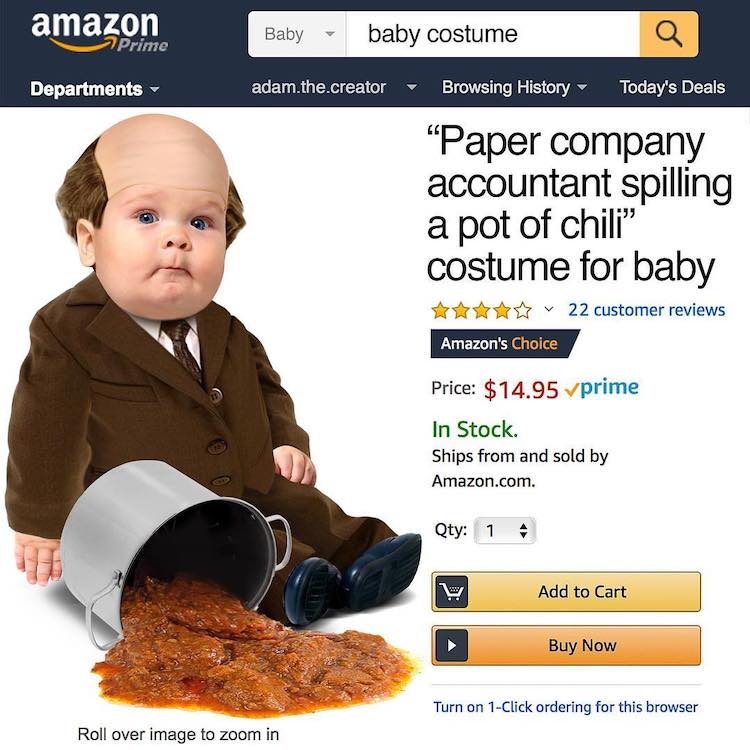 amazon
Prime
Baby
baby costume
Departments
adam.the.creator
Browsing History
Today's Deals
“Paper company
accountant spilling
a pot of chili”
costume for baby
22 customer reviews
Amazon's Choice
Price: $14.95 prime
In Stock.
Ships from and sold by
Amazon.com.
Qty: 1
Add to Cart
Buy Now
Turn on 1-Click ordering for this browser
Roll over image to zoom in